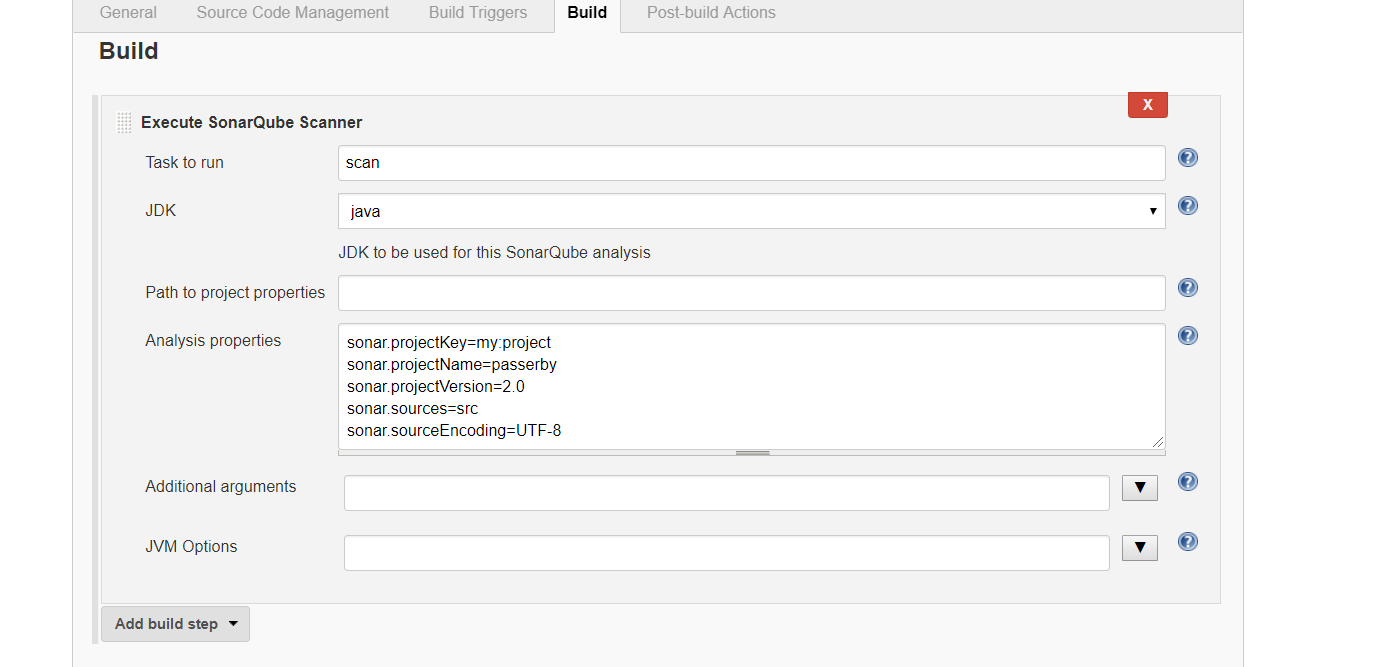 General Source Code Management Build Triggers Build Post-build Actions
Build
X
Execute SonarQube Scanner
Task to run scan
JDK java
JDK to be used for this SonarQube analysis
Path to project properties
Analysis properties
sonar.projectKey=my:project
sonar.projectName=passerby
sonar.projectVersion=2.0
sonar.sources=src
sonar.sourceEncoding=UTF-8
Additional arguments
JVM Options
Add build step